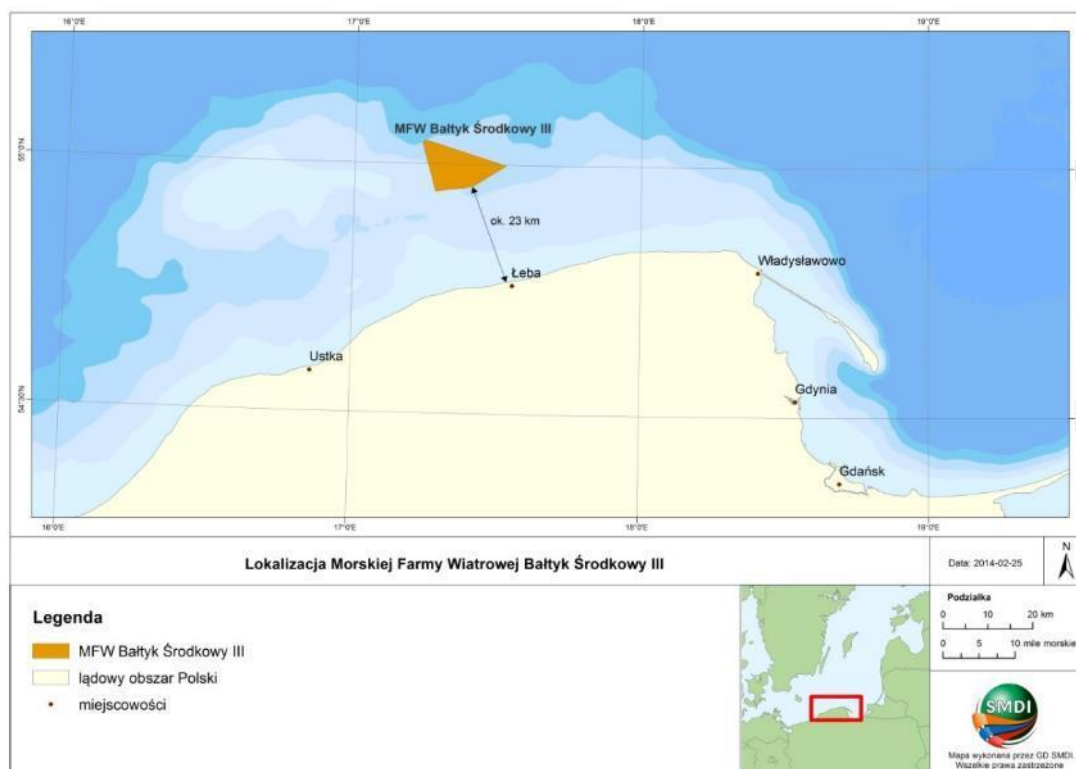 16°0'E 17°0'E 18°0'E 19°0'E
MFW Bałtyk Środkowy III
55°0'N
ok. 23 km
Władysławowo
Łeba
Ustka
54°30'N
Gdynia
Gdańsk
16°0'E 17°0'E 18°0'E 19°0'E
Lokalizacja Morskiej Farmy Wiatrowej Bałtyk Środkowy III
Data: 2014-02-25
N
Legenda
MFW Bałtyk Środkowy III
lądowy obszar Polski
miejscowości
Podziałka
0 10 20 km
0 5 10 mile morskie
SMDI
Mapa wykonana przez GD SMDI.
Wszelkie prawa zastrzeżone